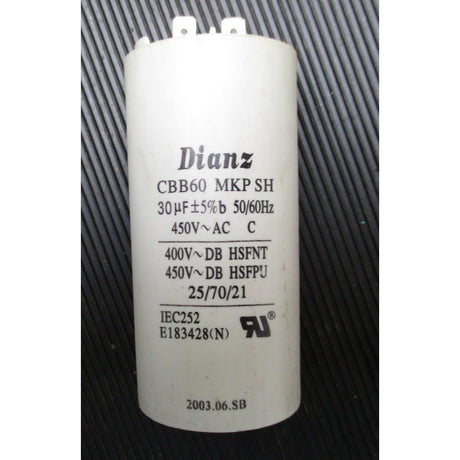 Dianz
CBB60 MKP SH
30µF±5%b 50/60Hz
450V~AC C
400V~DB HSFNT
450V~DB HSFPU
25/70/21
IEC252
E183428(N) RU®
2003.06.SB